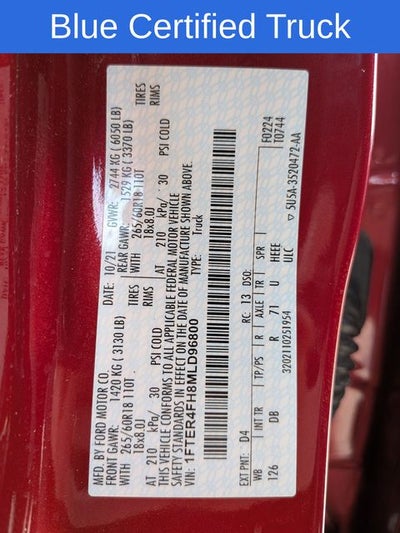 Blue Certified Truck
MFD. BY FORD MOTOR CO.
DATE: 10/21 GVWR: 2744 KG ( 6050 LB)
FRONT GAWR: 1420 KG ( 3130 LB) REAR GAWR: 1529 KG ( 3370 LB)
WITH 265/60R18 110T TIRES WITH 265/60R18 110T TIRES
18x8.0J RIMS 18x8.0J RIMS
AT 210 kPa/ 30 PSI COLD AT 210 kPa/ 30 PSI COLD
THIS VEHICLE CONFORMS TO ALL APPLICABLE FEDERAL MOTOR VEHICLE
SAFETY STANDARDS IN EFFECT ON THE DATE OF MANUFACTURE SHOWN ABOVE.
VIN: 1FTER4FH8MLD96800 TYPE: Truck
F0224
T0744
EXT PNT: D4 RC: 13 DSO:
WB INT TR TP/PS R AXLE TR SPR
126 DB R 71 U HEEE
ULC
3202110251954
5U5A-3520472-AA